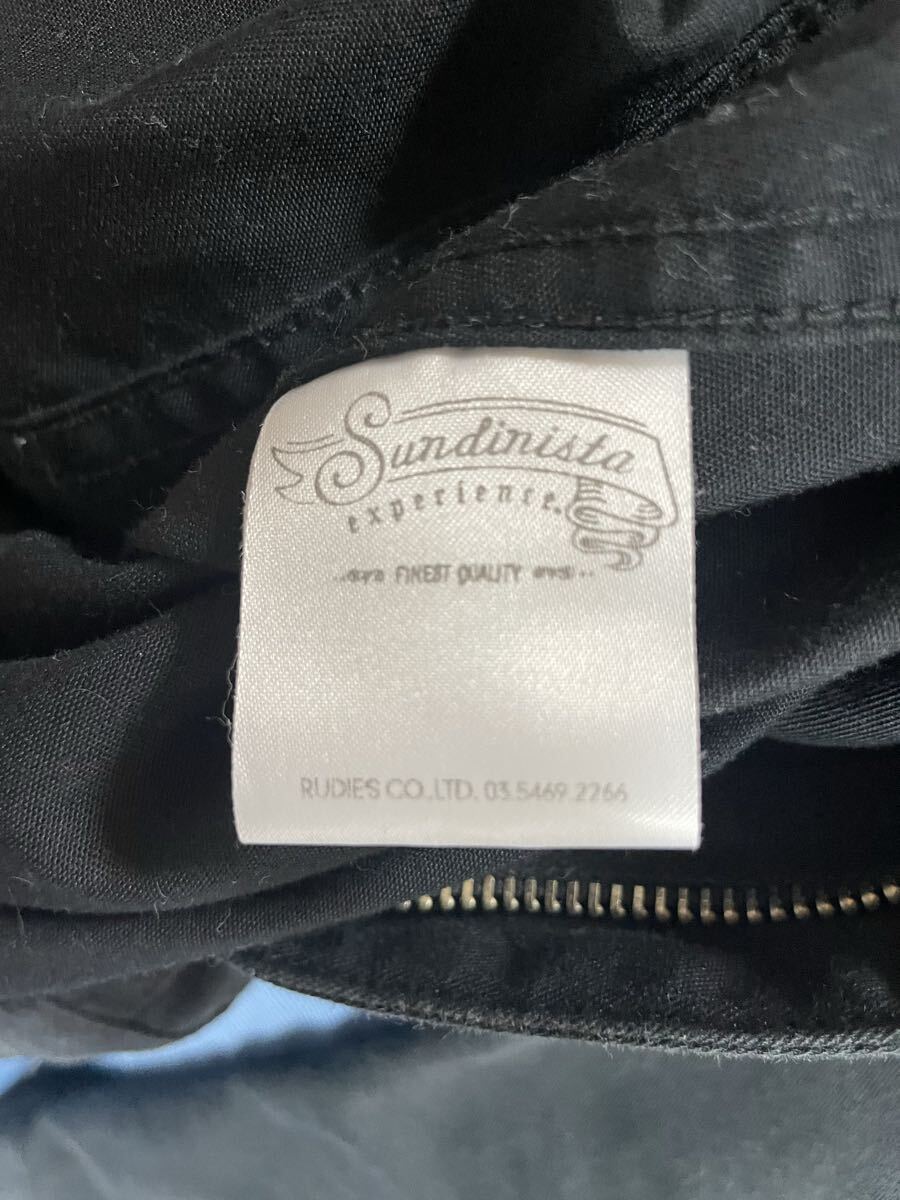 Sundinista
experience.
FINEST QUALITY
RUDIES CO.,LTD. 03.5469.2266